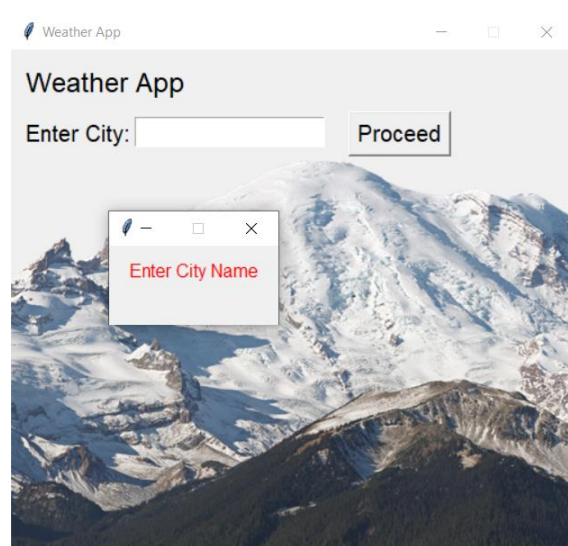 Weather App
Weather App
Enter City:
Proceed
Enter City Name